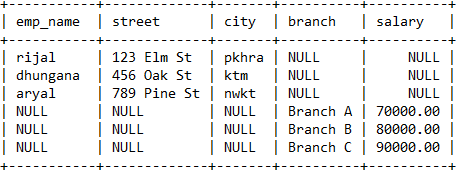 +-----------+-------------+-------+----------+----------+
| emp_name | street | city | branch | salary |
+-----------+-------------+-------+----------+----------+
| rijal | 123 Elm St | pkhra | NULL | NULL |
| dhungana | 456 Oak St | ktm | NULL | NULL |
| aryal | 789 Pine St | nwkt | NULL | NULL |
| NULL | NULL | NULL | Branch A | 70000.00 |
| NULL | NULL | NULL | Branch B | 80000.00 |
| NULL | NULL | NULL | Branch C | 90000.00 |
+-----------+-------------+-------+----------+----------+